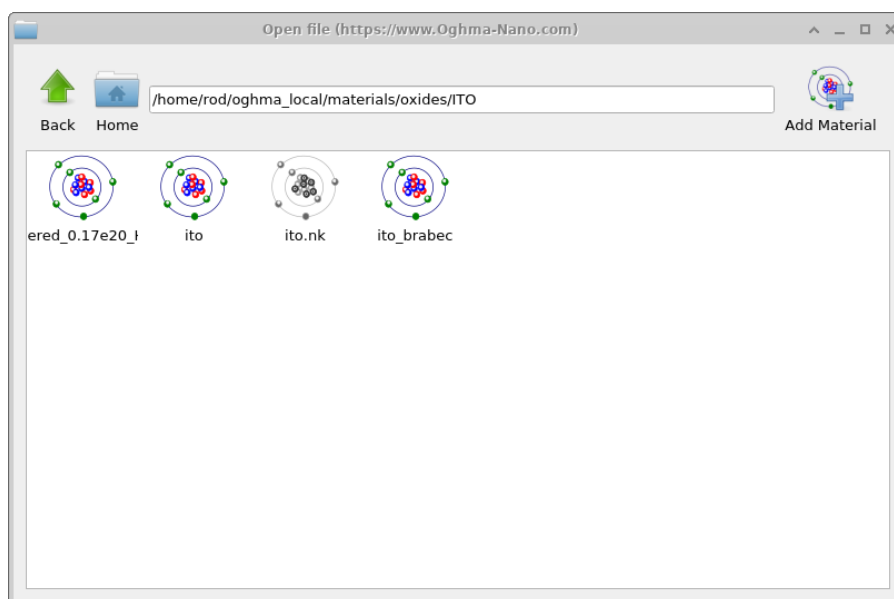 Open file (https://www.Oghma-Nano.com)
/home/rod/oghma_local/materials/oxides/ITO
Back Home Add Material
ered_0.17e20_ ito ito.nk ito_brabec